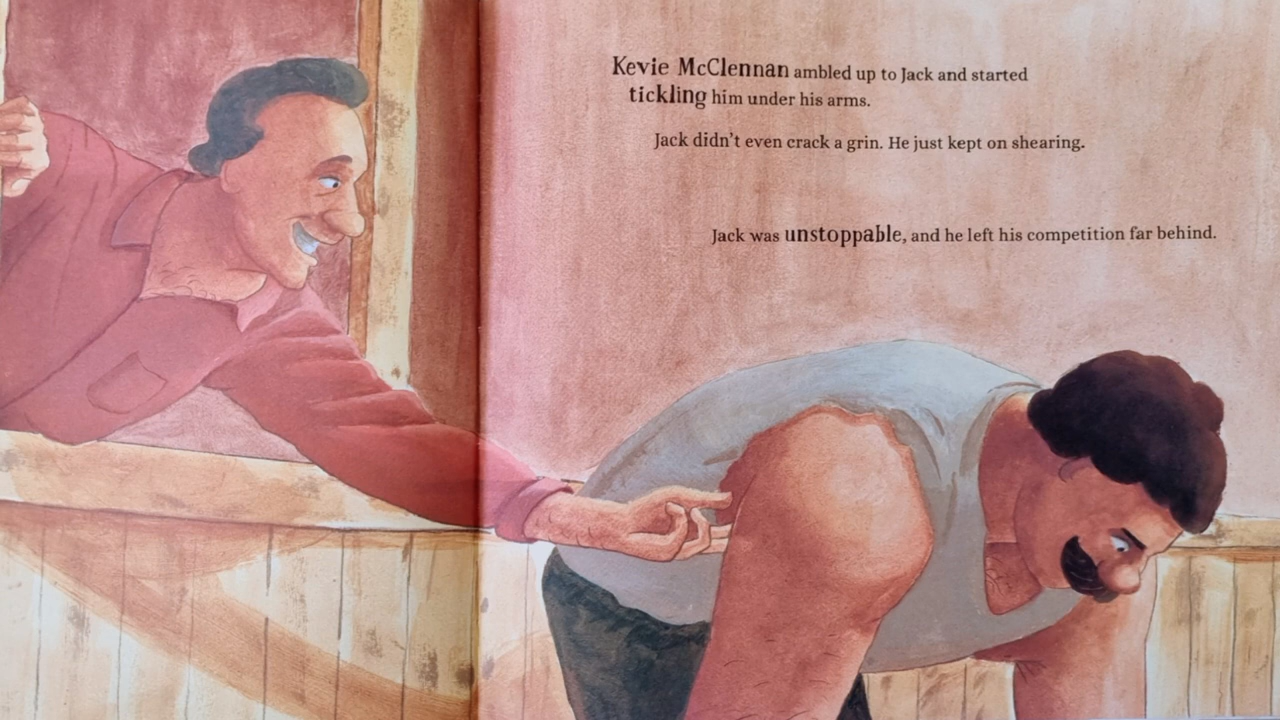 Kevie McClennan ambled up to Jack and started
tickling him under his arms.
Jack didn't even crack a grin. He just kept on shearing.
Jack was unstoppable, and he left his competition far behind.